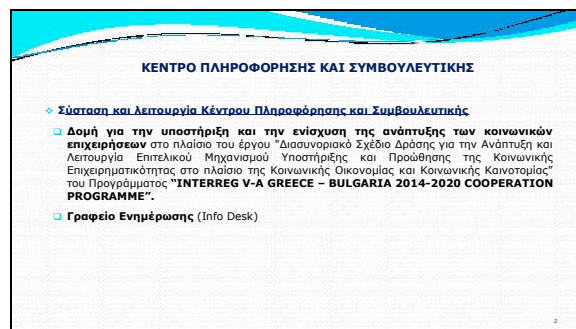 ΚΕΝΤΡΟ ΠΛΗΡΟΦΟΡΗΣΗΣ ΚΑΙ ΣΥΜΒΟΥΛΕΥΤΙΚΗΣ
Σύσταση και λειτουργία Κέντρου Πληροφόρησης και Συμβουλευτικής
Δομή για την υποστήριξη και την ενίσχυση της ανάπτυξης των κοινωνικών
επιχειρήσεων στο πλαίσιο του έργου "Διασυνοριακό Σχέδιο Δράσης για την Ανάπτυξη και
Λειτουργία Επιτελικού Μηχανισμού Υποστήριξης και Προώθησης της Κοινωνικής
Επιχειρηματικότητας στο πλαίσιο της Κοινωνικής Οικονομίας και Κοινωνικής Καινοτομίας"
του Προγράμματος "INTERREG V-A GREECE – BULGARIA 2014-2020 COOPERATION
PROGRAMME".
Γραφείο Ενημέρωσης (Info Desk)
2